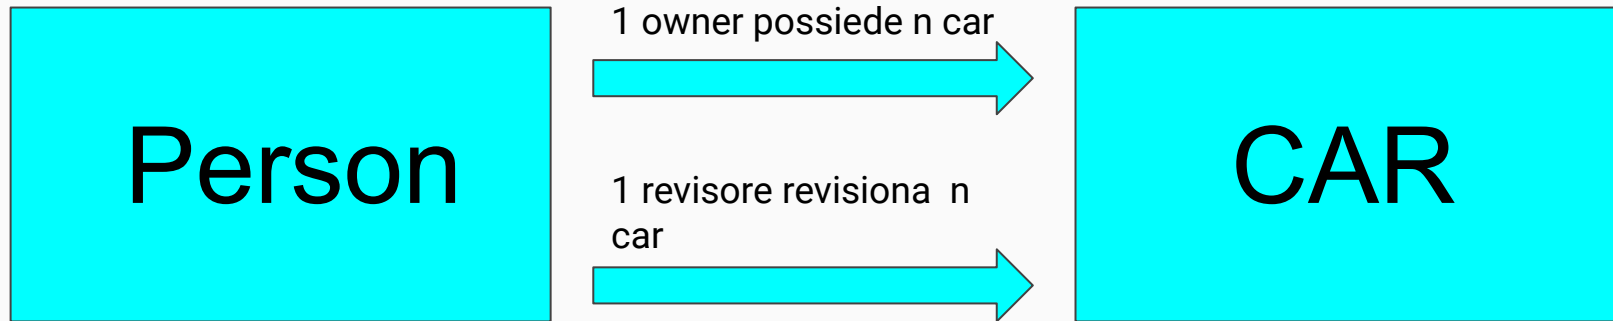 1 owner possiede n car
Person
CAR
1 revisore revisiona n
car